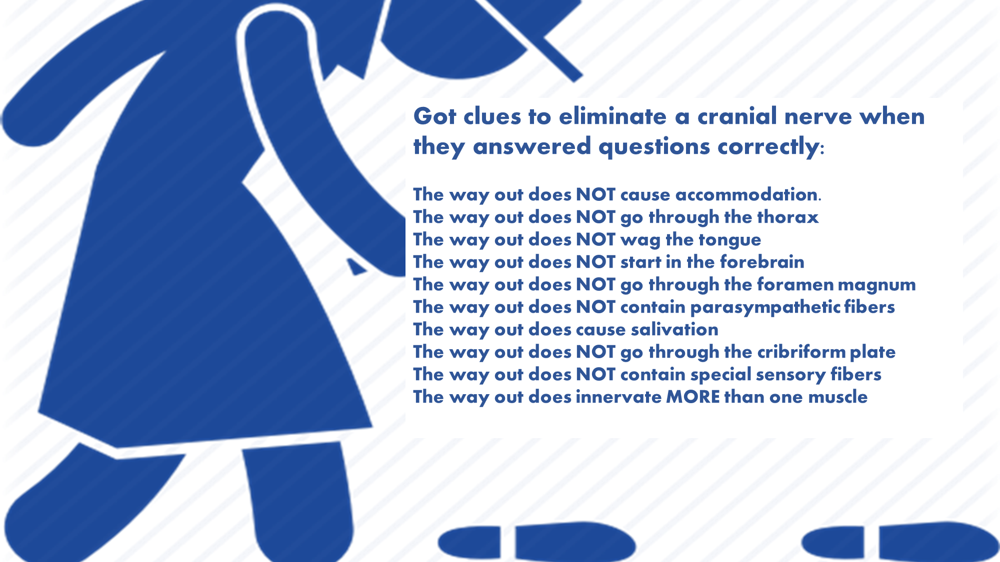 Got clues to eliminate a cranial nerve when
they answered questions correctly:
The way out does NOT cause accommodation.
The way out does NOT go through the thorax
The way out does NOT wag the tongue
The way out does NOT start in the forebrain
The way out does NOT go through the foramen magnum
The way out does NOT contain parasympathetic fibers
The way out does cause salivation
The way out does NOT go through the cribriform plate
The way out does NOT contain special sensory fibers
The way out does innervate MORE than one muscle